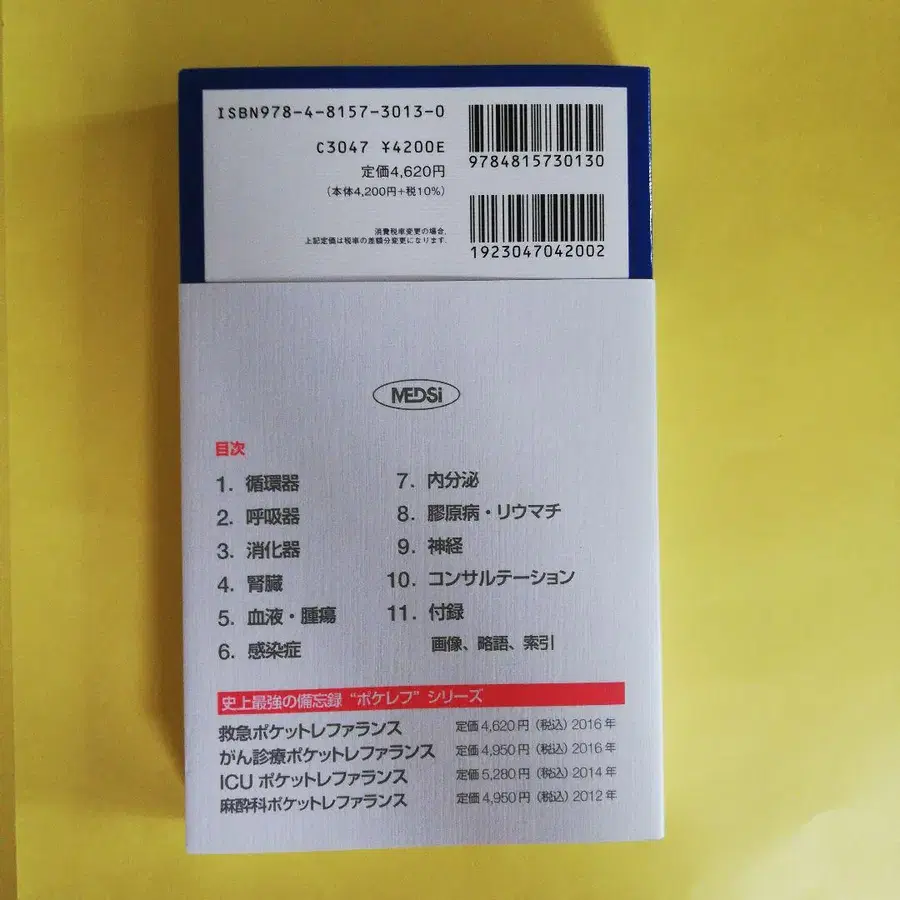 ISBN978-4-8157-3013-0
C3047 ¥4200E
定価4,620円
(本体4,200円+税10%)
消費税率変更の場合,
上記定価は税率の差額分変更になります.
9784815730130
1923047042002
MEDSi
目次
1. 循環器
2. 呼吸器
3. 消化器
4. 腎臓
5. 血液・腫瘍
6. 感染症
7. 内分泌
8. 膠原病・リウマチ
9. 神経
10. コンサルテーション
11. 付録
画像、略語、索引
史上最強の備忘録 “ポケレフ” シリーズ
救急ポケットレファランス 定価4,620円(税込)2016年
がん診療ポケットレファランス 定価4,950円(税込)2016年
ICU ポケットレファランス 定価5,280円(税込)2014年
麻酔科ポケットレファランス 定価4,950円(税込)2012年